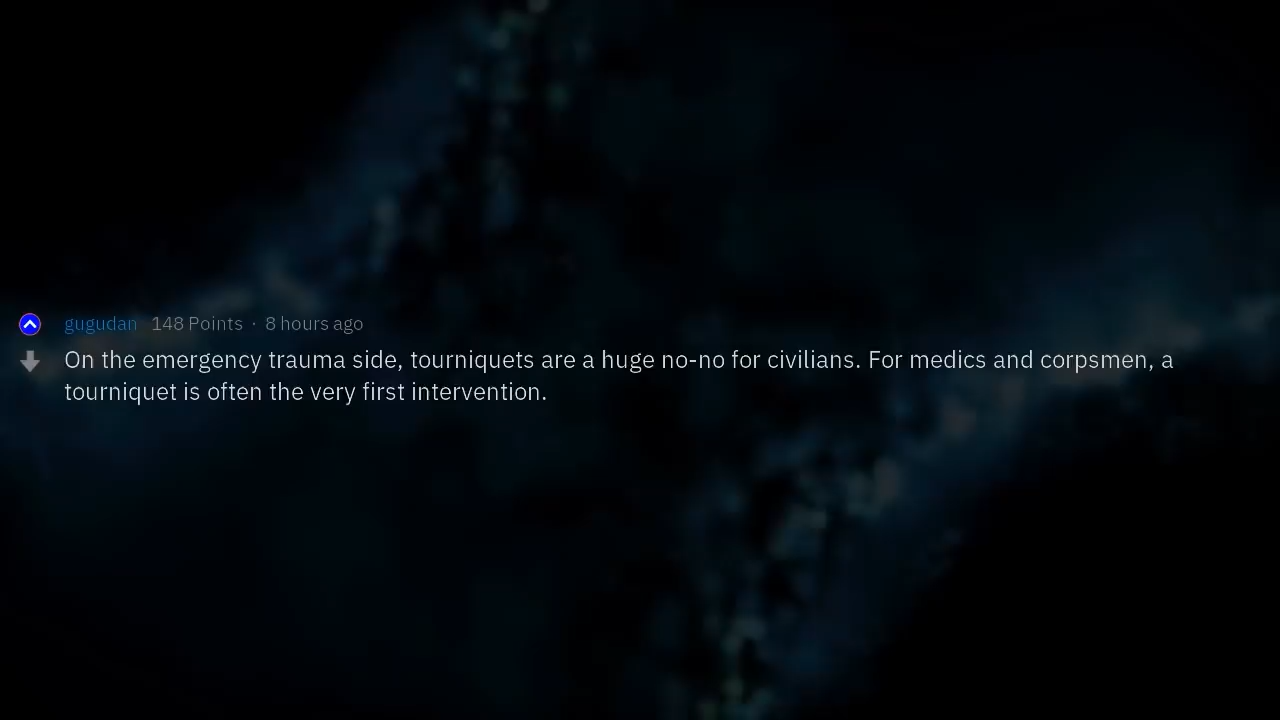 gugudan 148 Points · 8 hours ago
On the emergency trauma side, tourniquets are a huge no-no for civilians. For medics and corpsmen, a
tourniquet is often the very first intervention.